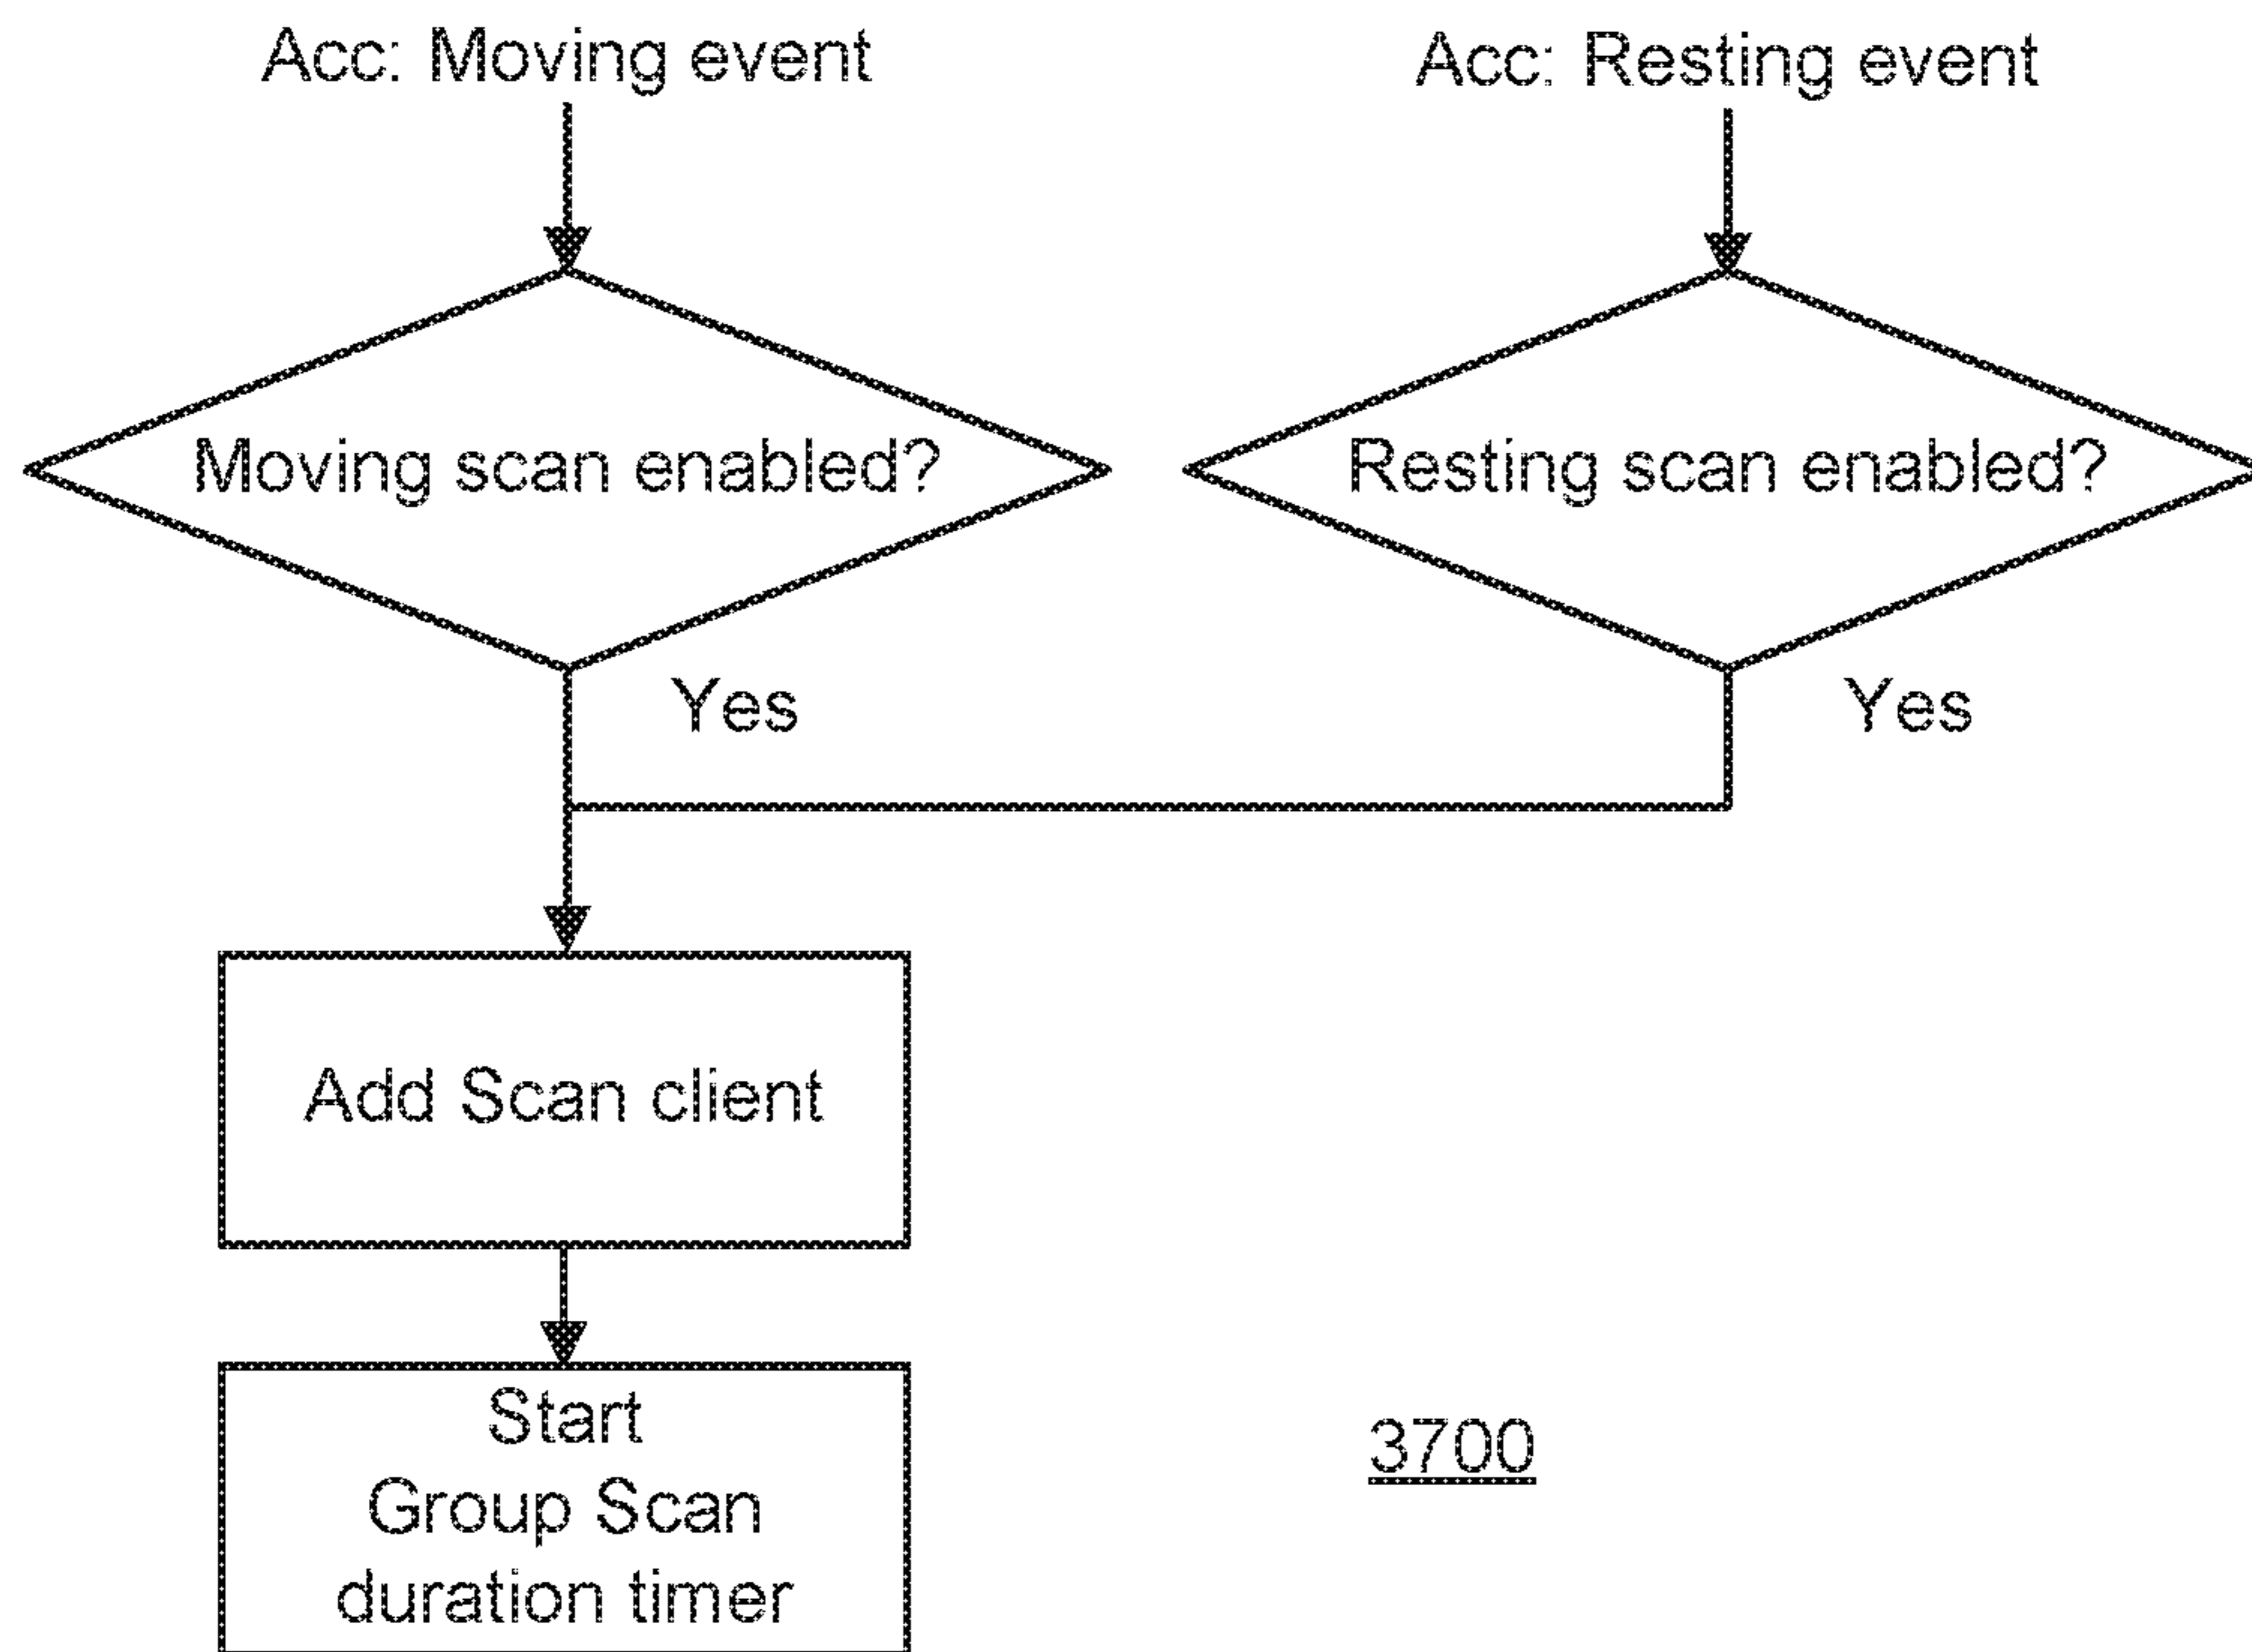 Acc: Moving event
Acc: Resting event
Moving scan enabled?
Resting scan enabled?
Yes
Yes
Add Scan client
Start
Group Scan
duration timer
3700